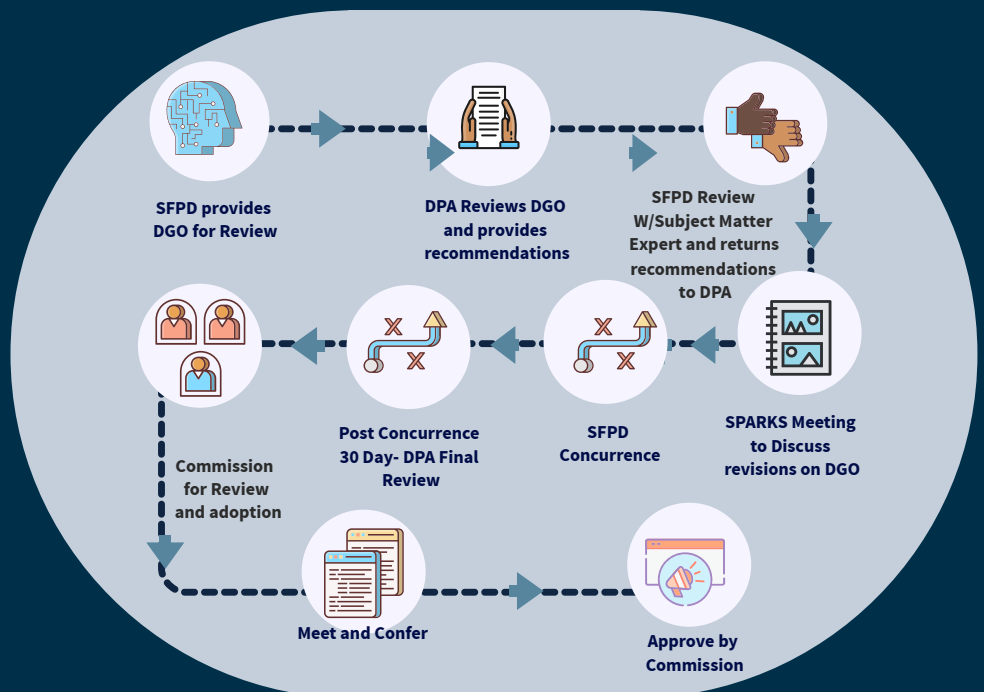 SFPD provides
DGO for Review
DPA Reviews DGO
and provides
recommendations
SFPD Review
W/Subject Matter
Expert and returns
recommendations
to DPA
SPARKS Meeting
to Discuss
revisions on DGO
SFPD
Concurrence
Post Concurrence
30 Day- DPA Final
Review
Commission
for Review
and adoption
Meet and Confer
Approve by
Commission